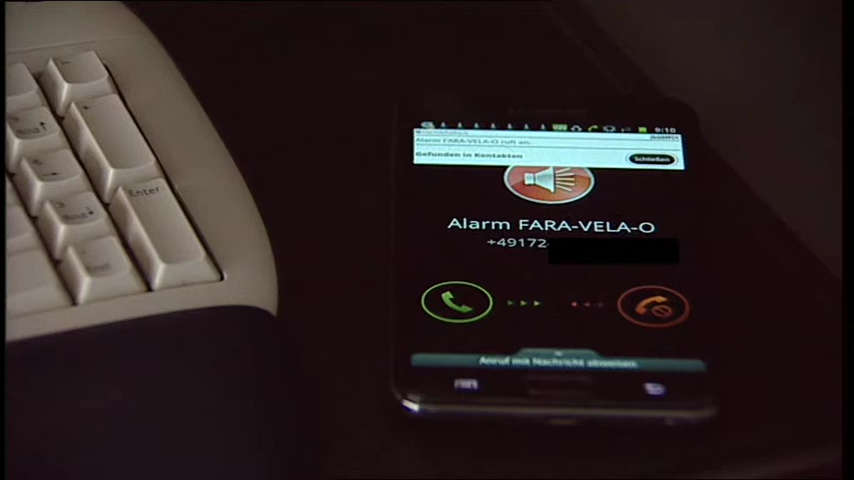 Enter
9:10
Alarm FARA-VELA-O ruft an.
Gefunden in Kontakten
Schließen
Alarm FARA-VELA-O
+49172
Anruf mit Nachricht abweisen